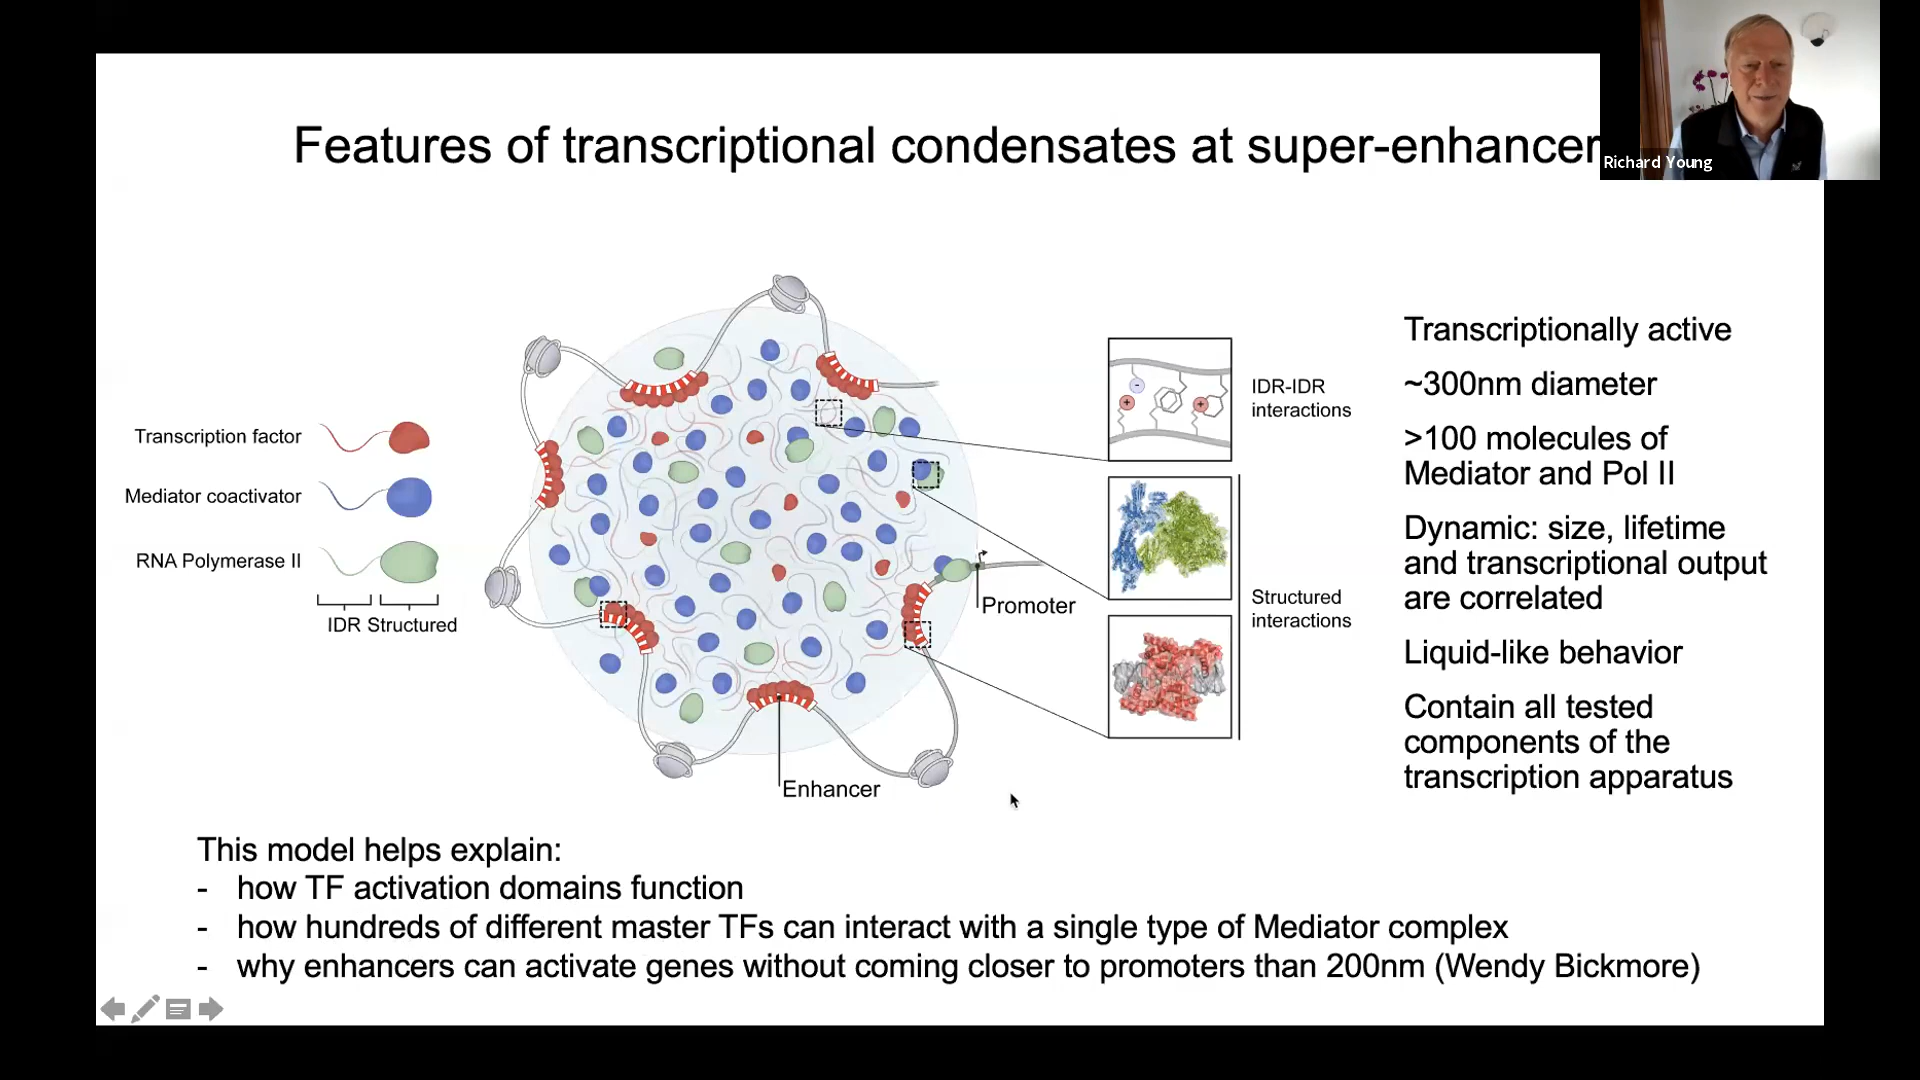 Features of transcriptional condensates at super-enhancer
Richard Young
Transcription factor
Mediator coactivator
RNA Polymerase II
IDR Structured
Promoter
Enhancer
- + +
IDR-IDR
interactions
Structured
interactions
Transcriptionally active
~300nm diameter
>100 molecules of
Mediator and Pol II
Dynamic: size, lifetime
and transcriptional output
are correlated
Liquid-like behavior
Contain all tested
components of the
transcription apparatus
This model helps explain:
- how TF activation domains function
- how hundreds of different master TFs can interact with a single type of Mediator complex
- why enhancers can activate genes without coming closer to promoters than 200nm (Wendy Bickmore)